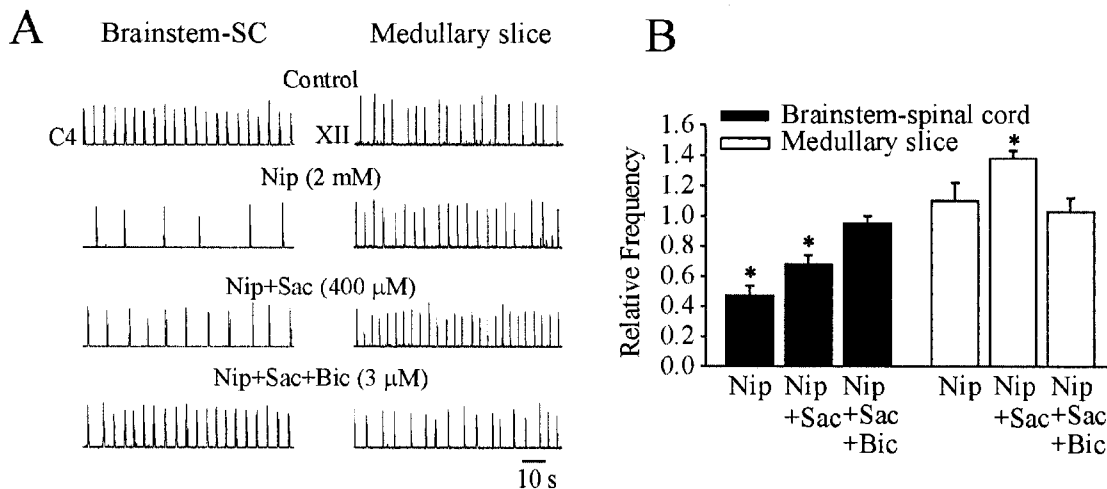 A
Brainstem-SC
Medullary slice
Control
C4
XII
Nip (2 mM)
Nip+Sac (400 μM)
Nip+Sac+Bic (3 μM)
10 s
B
Brainstem-spinal cord
Medullary slice
Relative Frequency
1.6
1.4
1.2
1.0
0.8
0.6
0.4
0.2
0.0
*
*
*
Nip
Nip
+Sac
Nip
+Sac
+Bic
Nip
Nip
+Sac
Nip
+Sac
+Bic